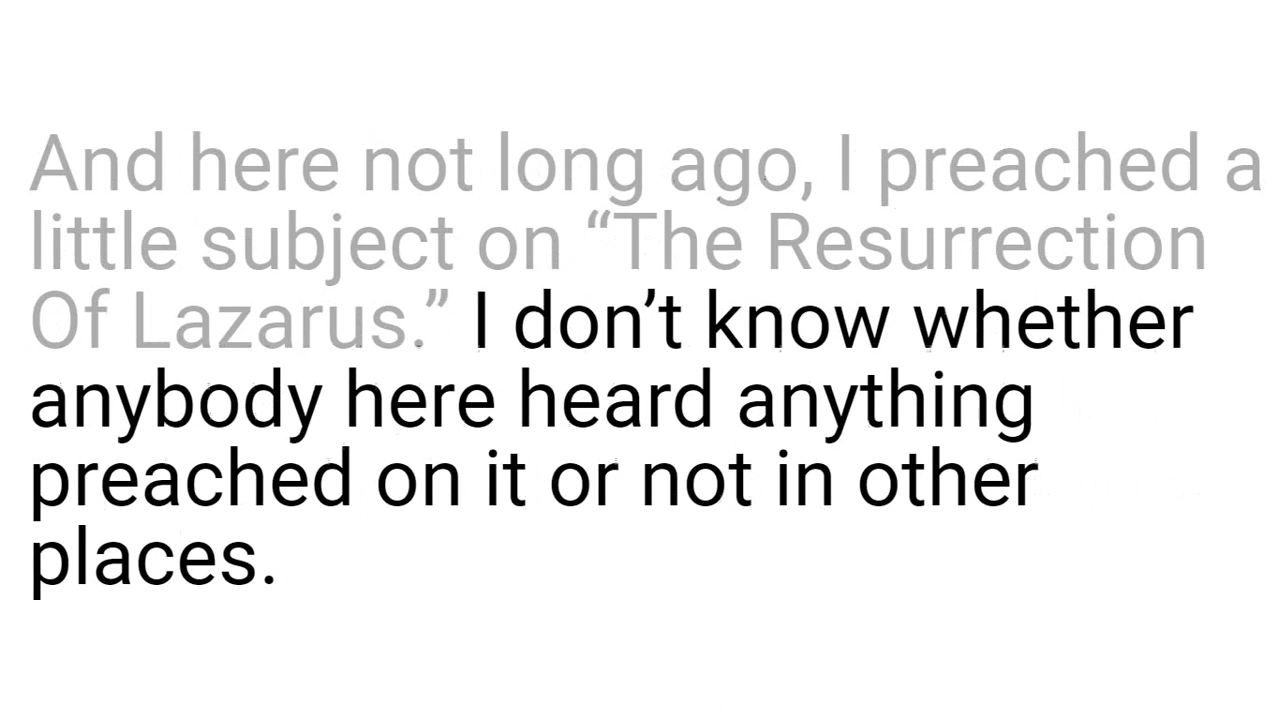 And here not long ago, I preached a
little subject on “The Resurrection
Of Lazarus.” I don’t know whether
anybody here heard anything
preached on it or not in other
places.